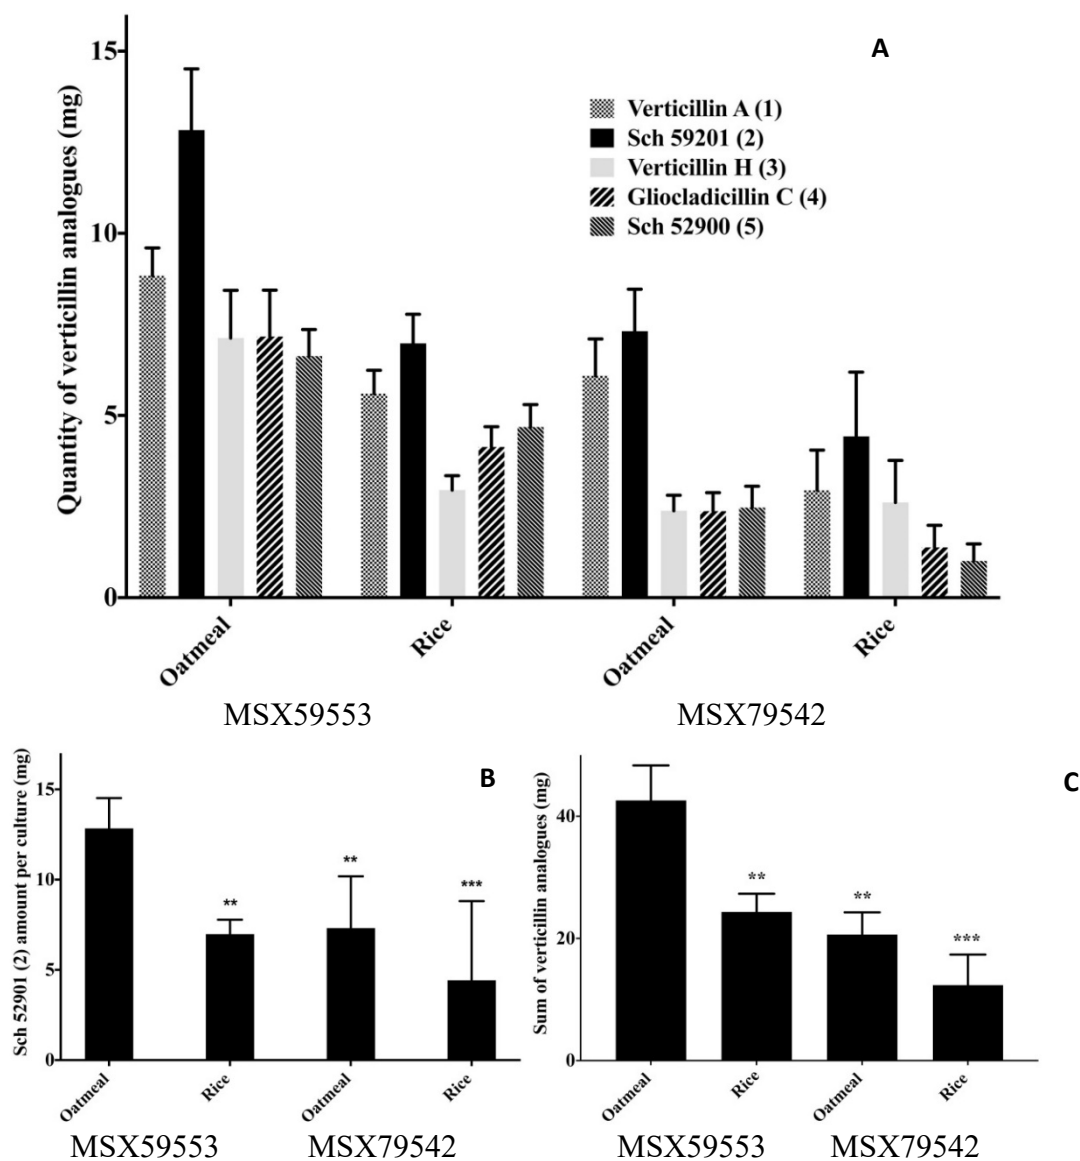 A
15
10
5
0
Quantity of verticillin analogues (mg)
Verticillin A (1)
Sch 59201 (2)
Verticillin H (3)
Gliocladicillin C (4)
Sch 52900 (5)
Oatmeal
Rice
Oatmeal
Rice
MSX59553
MSX79542
B
Sch 52901 (2) amount per culture (mg)
15
10
5
0
**
**
***
Oatmeal
Rice
Oatmeal
Rice
MSX59553
MSX79542
C
Sum of verticillin analogues (mg)
40
20
0
**
**
***
Oatmeal
Rice
Oatmeal
Rice
MSX59553
MSX79542